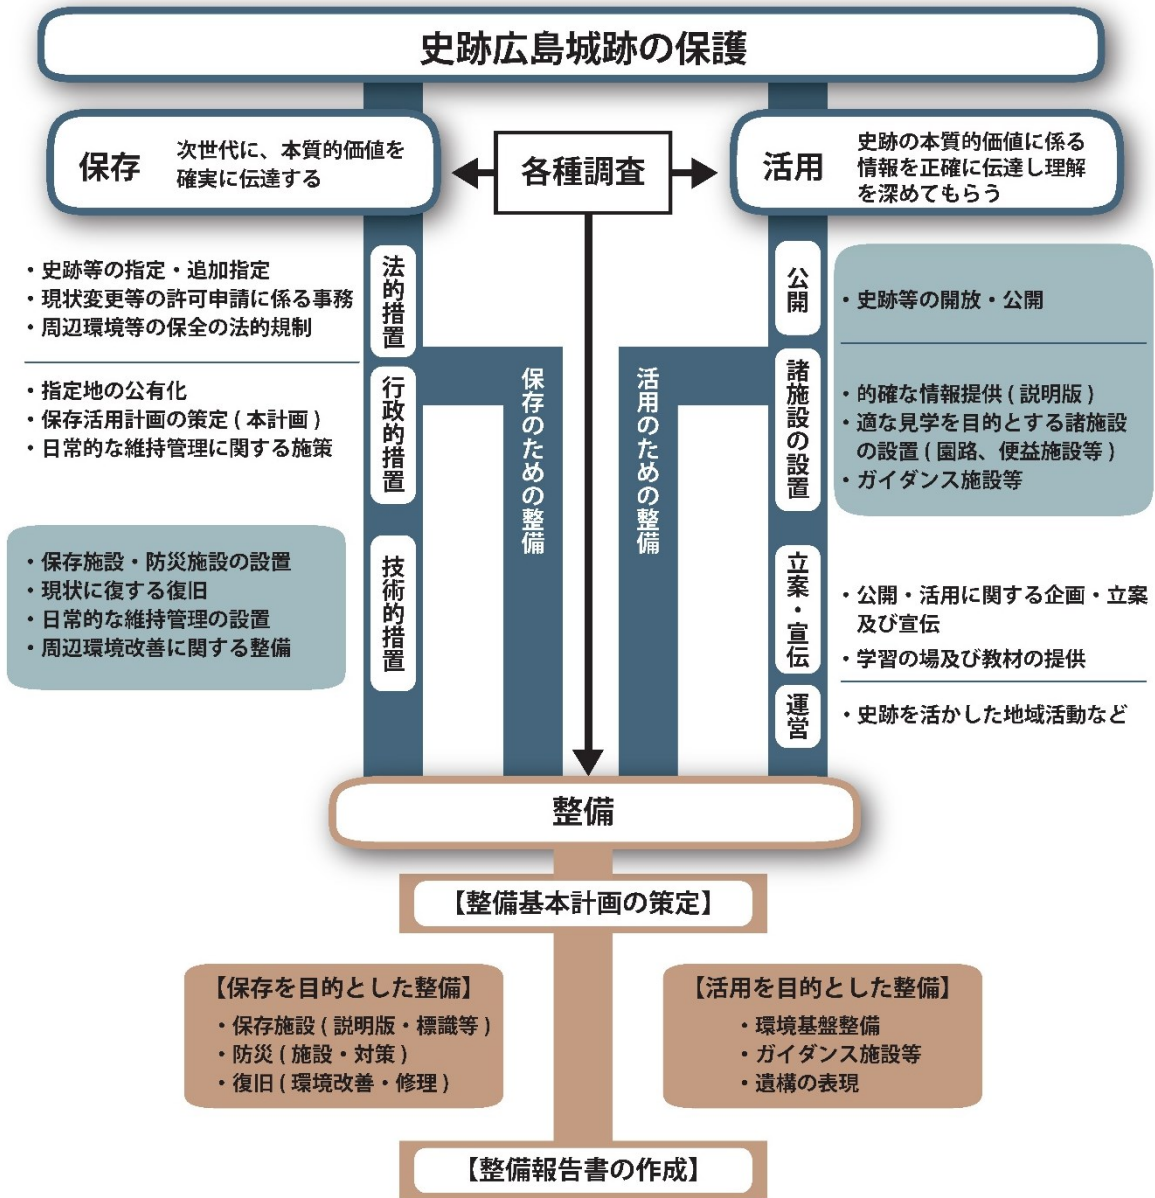 史跡広島城跡の保護
保存
次世代に、本質的価値を
確実に伝達する
各種調査
活用
史跡の本質的価値に係る
情報を正確に伝達し理解
を深めてもらう
法的措置
・史跡等の指定・追加指定
・現状変更等の許可申請に係る事務
・周辺環境等の保全の法的規制
行政的措置
・指定地の公有化
・保存活用計画の策定 ( 本計画 )
・日常的な維持管理に関する施策
技術的措置
・保存施設・防災施設の設置
・現状に復する復旧
・日常的な維持管理の設置
・周辺環境改善に関する整備
保存のための整備
活用のための整備
公開
・史跡等の開放・公開
諸施設の設置
・的確な情報提供 ( 説明版 )
・適な見学を目的とする諸施設
の設置 ( 園路、便益施設等 )
・ガイダンス施設等
立案・宣伝
・公開・活用に関する企画・立案
及び宣伝
・学習の場及び教材の提供
運営
・史跡を活かした地域活動など
整備
【整備基本計画の策定】
【保存を目的とした整備】
・保存施設 ( 説明版・標識等 )
・防災 ( 施設・対策 )
・復旧 ( 環境改善・修理 )
【活用を目的とした整備】
・環境基盤整備
・ガイダンス施設等
・遺構の表現
【整備報告書の作成】